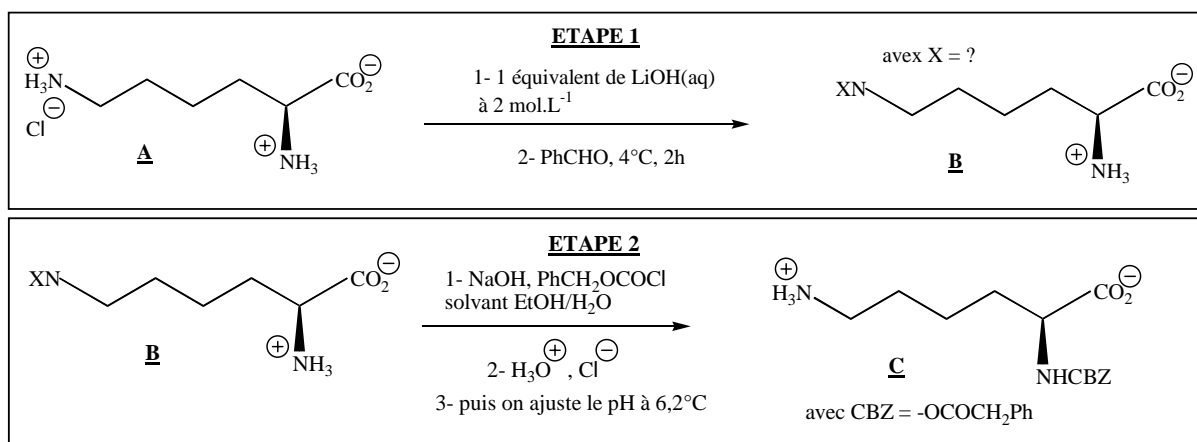 ETAPE 1
H3N⊕
Cl⊖
CO2⊖
⊕NH3
A
1- 1 équivalent de LiOH(aq)
à 2 mol.L-1
2- PhCHO, 4°C, 2h
avex X = ?
XN
CO2⊖
⊕NH3
B
ETAPE 2
XN
CO2⊖
⊕NH3
B
1- NaOH, PhCH2OCOCl
solvant EtOH/H2O
2- H3O⊕, Cl⊖
3- puis on ajuste le pH à 6,2°C
H3N⊕
CO2⊖
NHCBZ
C
avec CBZ = -OCOCH2Ph